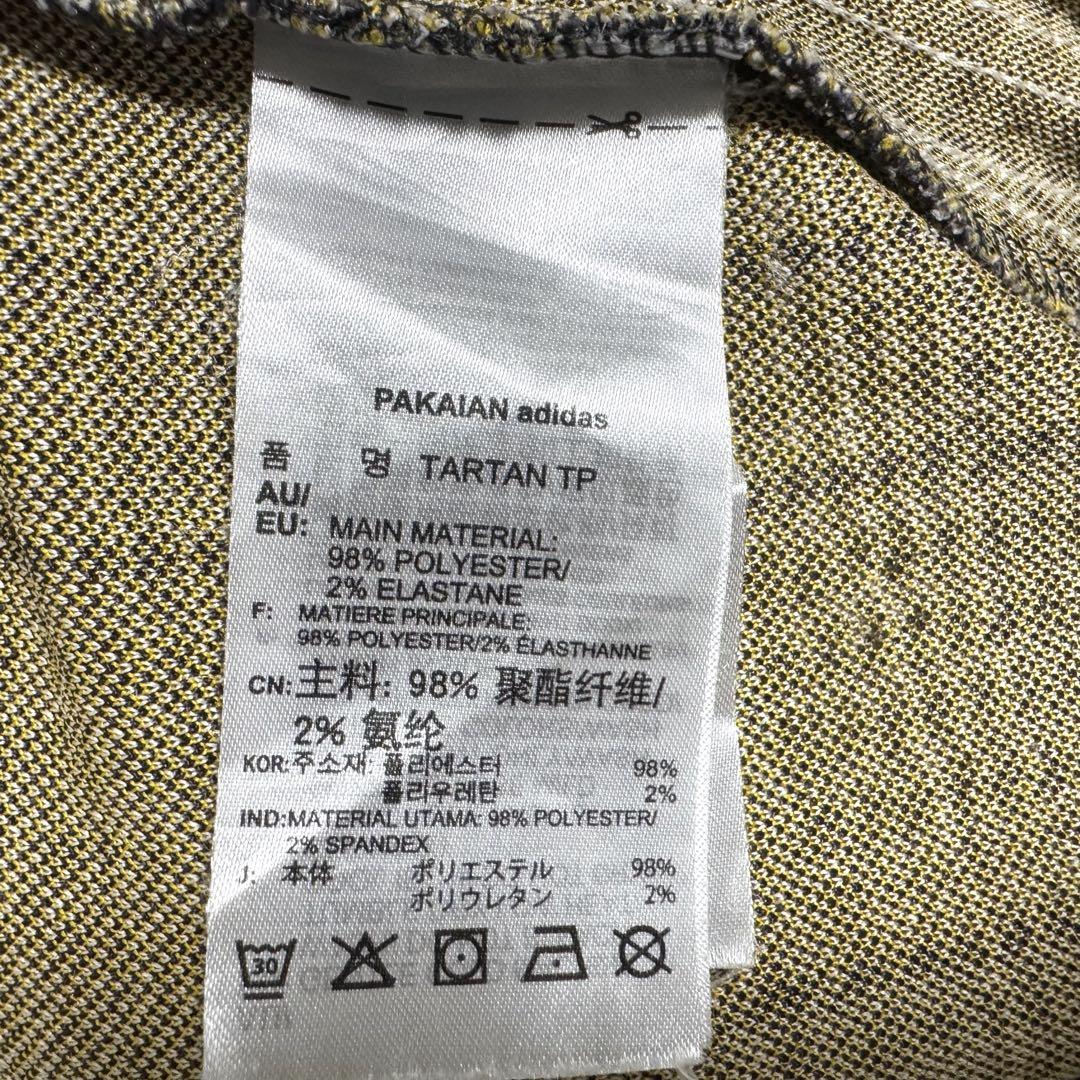 PAKAIAN adidas
품 명 TARTAN TP
AU/
EU: MAIN MATERIAL:
98% POLYESTER/
2% ELASTANE
F: MATIERE PRINCIPALE:
98% POLYESTER/2% ÉLASTHANNE
CN: 主料: 98% 聚酯纤维/
2% 氨纶
KOR: 주소재: 폴리에스터 98%
폴리우레탄 2%
IND: MATERIAL UTAMA: 98% POLYESTER/
2% SPANDEX
J: 本体 ポリエステル 98%
ポリウレタン 2%
30